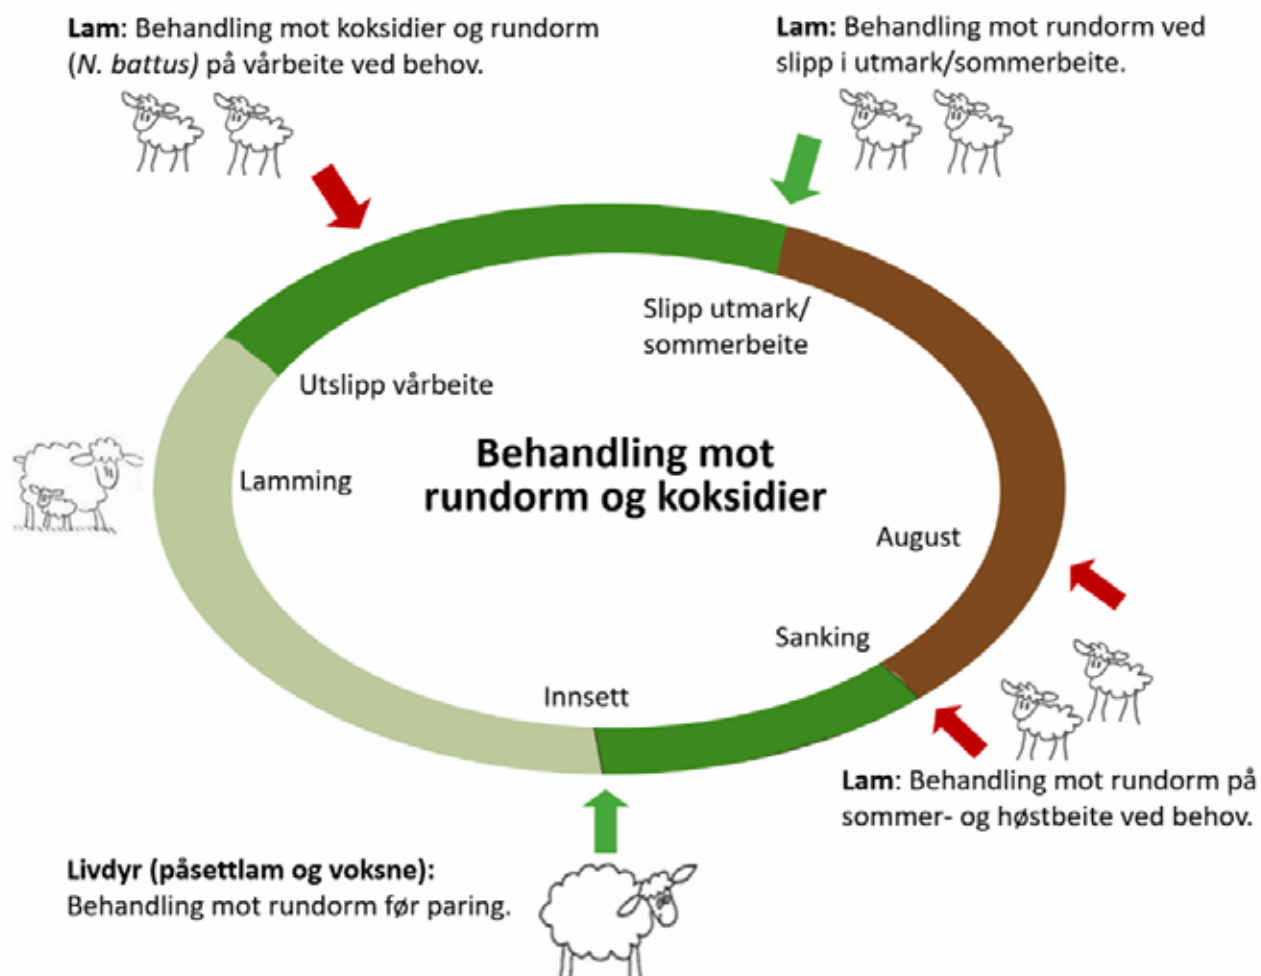 Lam: Behandling mot koksidier og rundorm
(N. battus) på vårbeite ved behov.
Lam: Behandling mot rundorm ved
slipp i utmark/sommerbeite.
Slipp utmark/
sommerbeite
Utslipp vårbeite
Behandling mot
rundorm og koksidier
Lamming
August
Sanking
Innsett
Lam: Behandling mot rundorm på
sommer- og høstbeite ved behov.
Livdyr (påsettlam og voksne):
Behandling mot rundorm før paring.